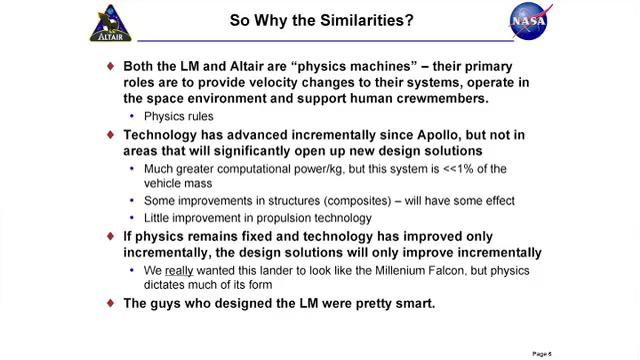 So Why the Similarities?
ALTAIR
NASA
Both the LM and Altair are “physics machines” – their primary
roles are to provide velocity changes to their systems, operate in
the space environment and support human crewmembers.
• Physics rules
Technology has advanced incrementally since Apollo, but not in
areas that will significantly open up new design solutions
• Much greater computational power/kg, but this system is <<1% of the
vehicle mass
• Some improvements in structures (composites) – will have some effect
• Little improvement in propulsion technology
If physics remains fixed and technology has improved only
incrementally, the design solutions will only improve incrementally
• We really wanted this lander to look like the Millenium Falcon, but physics
dictates much of its form
The guys who designed the LM were pretty smart.
Page 6